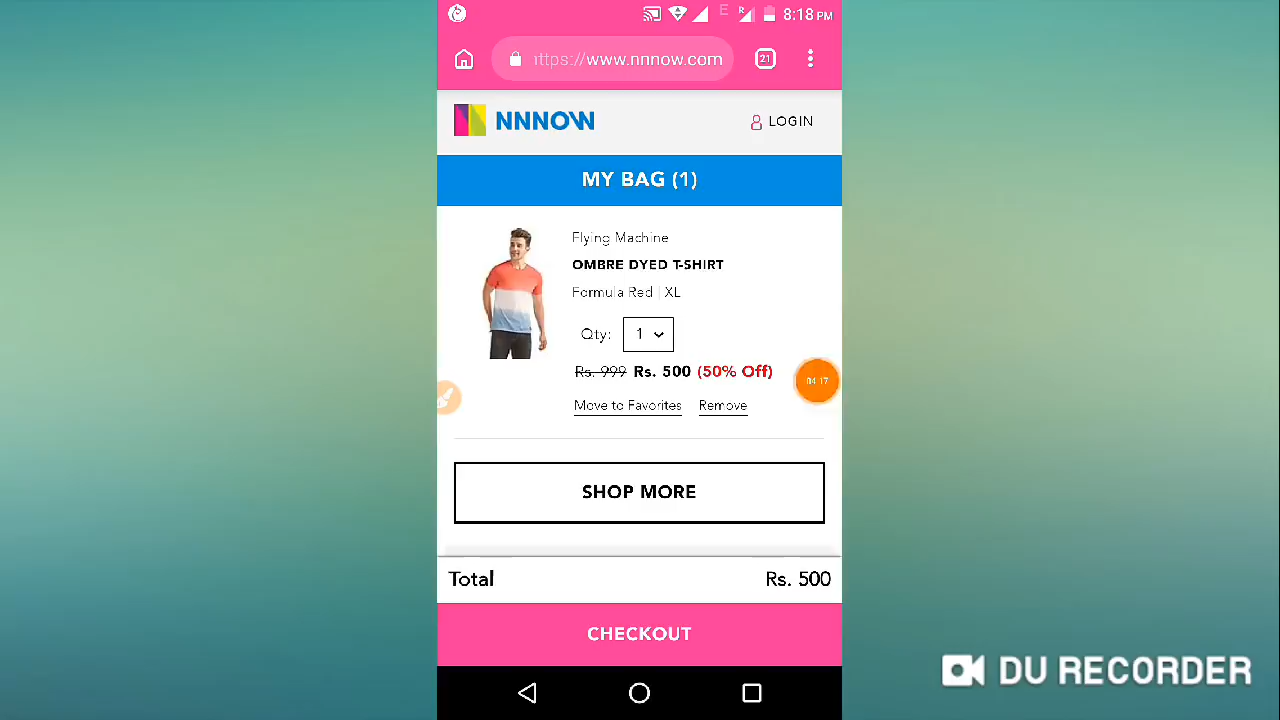 E R 8:18 PM
ttps://www.nnnow.com 21
NNNOW LOGIN
MY BAG (1)
Flying Machine
OMBRE DYED T-SHIRT
Formula Red | XL
Qty: 1
Rs. 999 Rs. 500 (50% Off)
04:17
Move to Favorites Remove
SHOP MORE
Total Rs. 500
CHECKOUT
DU RECORDER